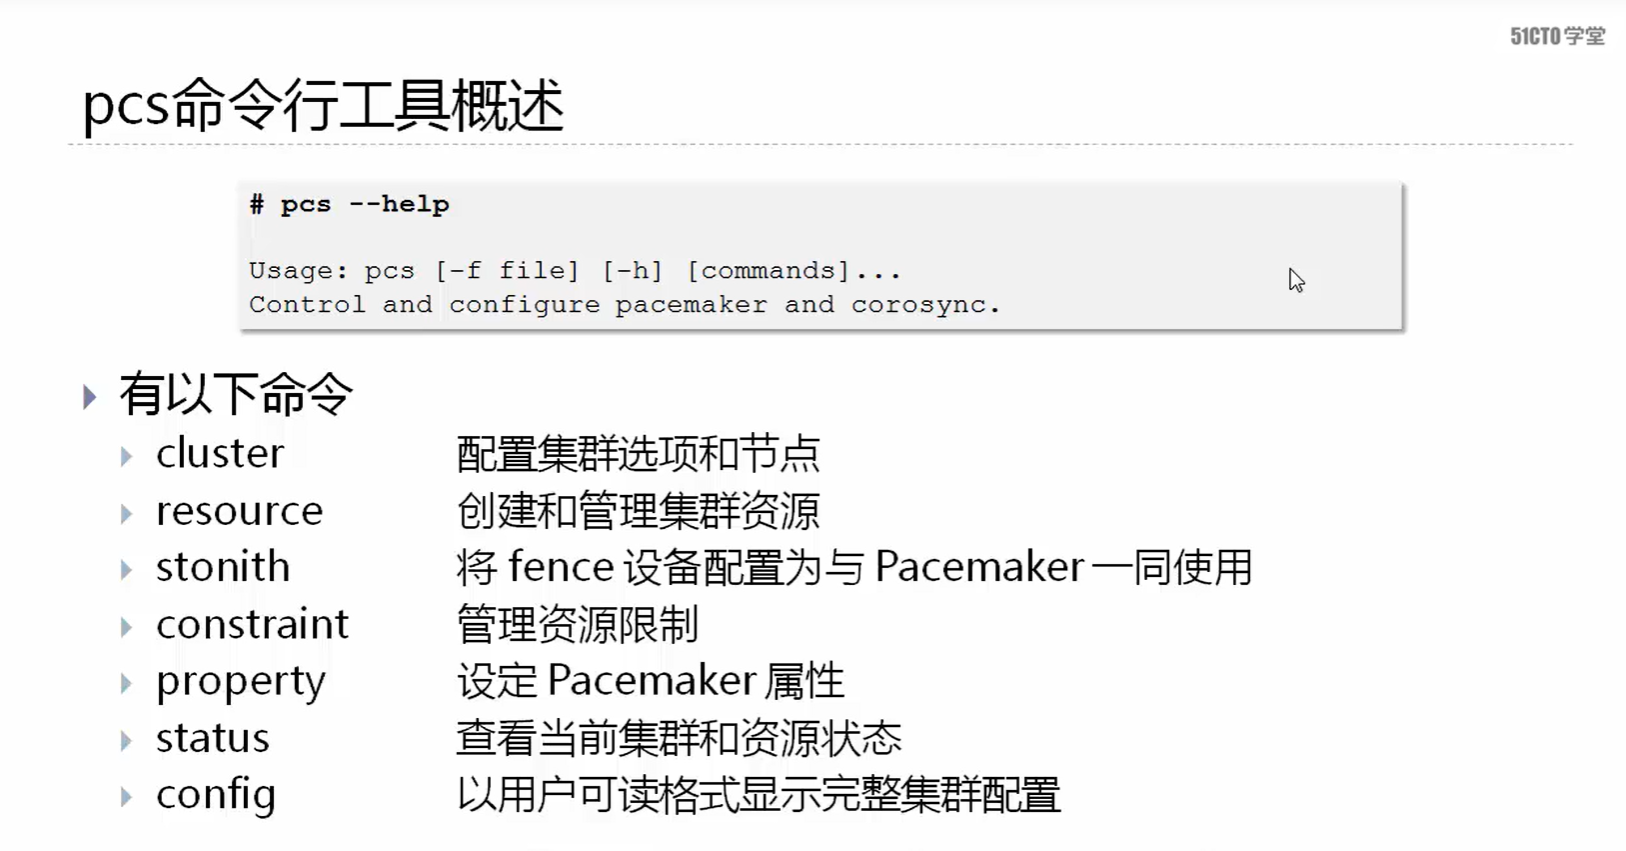 51CTO学堂
pcs命令行工具概述
# pcs --help
Usage: pcs [-f file] [-h] [commands]...
Control and configure pacemaker and corosync.
有以下命令
cluster 配置集群选项和节点
resource 创建和管理集群资源
stonith 将 fence 设备配置为与 Pacemaker 一同使用
constraint 管理资源限制
property 设定 Pacemaker 属性
status 查看当前集群和资源状态
config 以用户可读格式显示完整集群配置